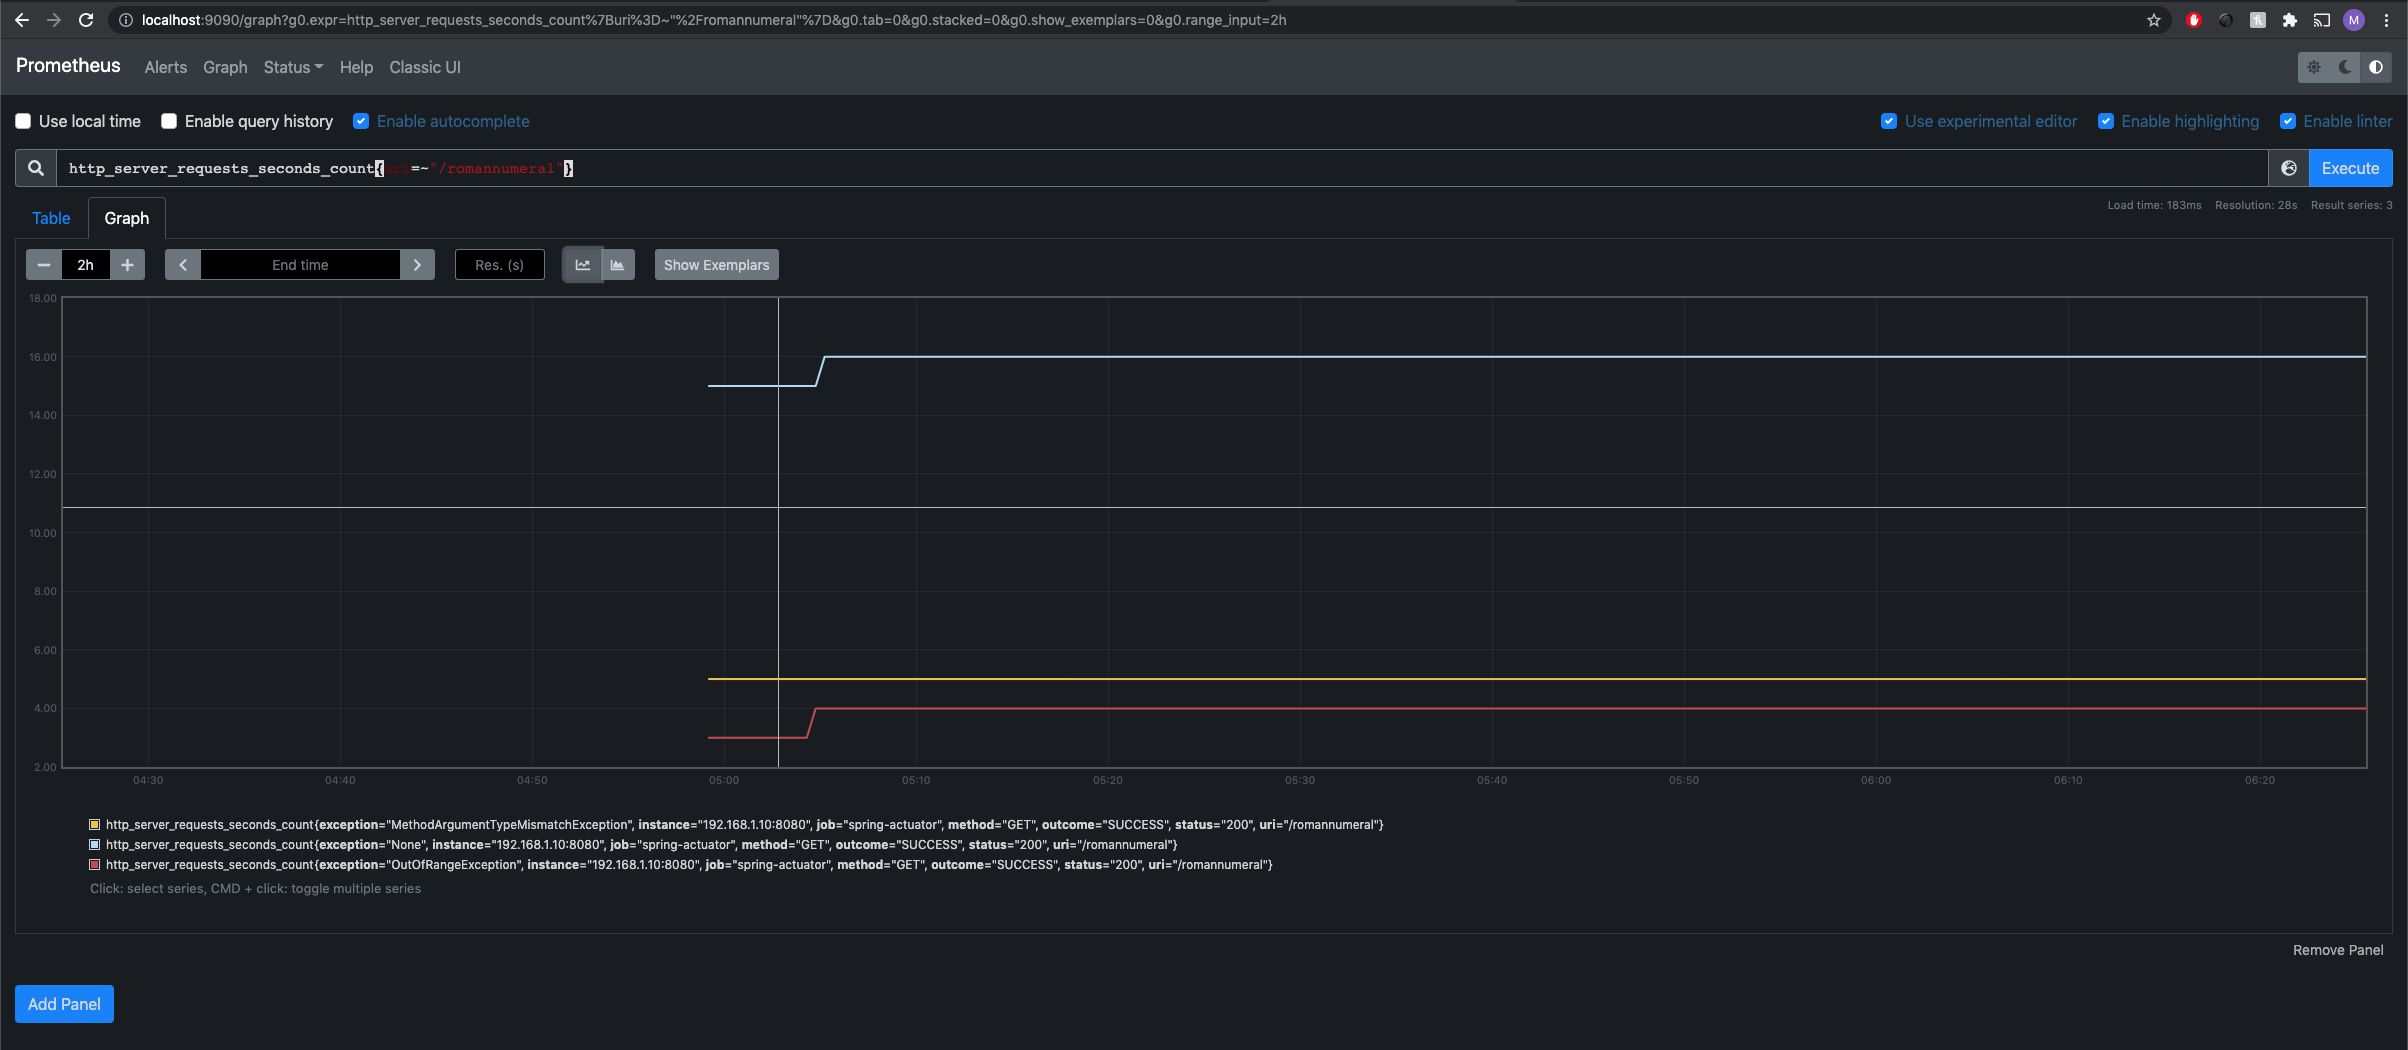 localhost:9090/graph?g0.expr=http_server_requests_seconds_count%7Buri%3D~"%2Fromannumeral"%7D&g0.tab=0&g0.stacked=0&g0.show_exemplars=0&g0.range_input=2h
M
Prometheus Alerts Graph Status Help Classic UI
Use local time Enable query history Enable autocomplete Use experimental editor Enable highlighting Enable linter
http_server_requests_seconds_count{uri=~"/romannumeral"} Execute
Load time: 183ms Resolution: 28s Result series: 3
Table Graph
2h End time Res. (s) Show Exemplars
18.00
16.00
14.00
12.00
10.00
8.00
6.00
4.00
2.00
04:30 04:40 04:50 05:00 05:10 05:20 05:30 05:40 05:50 06:00 06:10 06:20
http_server_requests_seconds_count{exception="MethodArgumentTypeMismatchException", instance="192.168.1.10:8080", job="spring-actuator", method="GET", outcome="SUCCESS", status="200", uri="/romannumeral"}
http_server_requests_seconds_count{exception="None", instance="192.168.1.10:8080", job="spring-actuator", method="GET", outcome="SUCCESS", status="200", uri="/romannumeral"}
http_server_requests_seconds_count{exception="OutOfRangeException", instance="192.168.1.10:8080", job="spring-actuator", method="GET", outcome="SUCCESS", status="200", uri="/romannumeral"}
Click: select series, CMD + click: toggle multiple series
Remove Panel
Add Panel